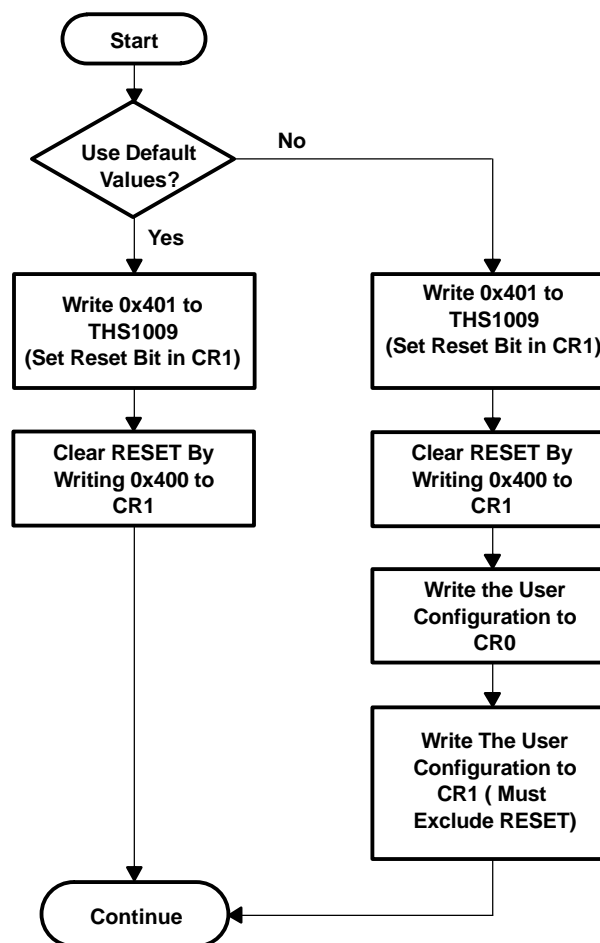 Start
Use Default
Values?
No
Yes
Write 0x401 to
THS1009
(Set Reset Bit in CR1)
Clear RESET By
Writing 0x400 to
CR1
Write 0x401 to
THS1009
(Set Reset Bit in CR1)
Clear RESET By
Writing 0x400 to
CR1
Write the User
Configuration to
CR0
Write The User
Configuration to
CR1 ( Must
Exclude RESET)
Continue